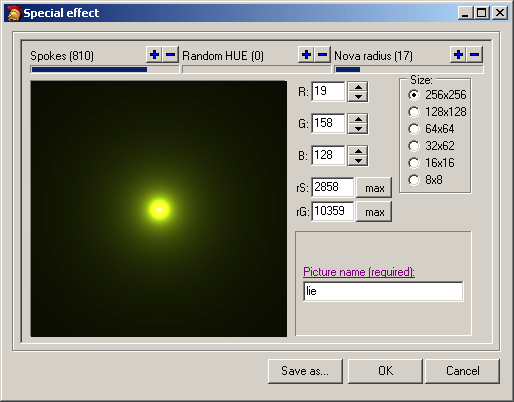 Special effect
Spokes (810) + - Random HUE (0) + - Nova radius (17) + -
R: 19
G: 158
B: 128
rS: 2858 max
rG: 10359 max
Size:
256x256
128x128
64x64
32x62
16x16
8x8
Picture name (required):
lie
Save as... OK Cancel